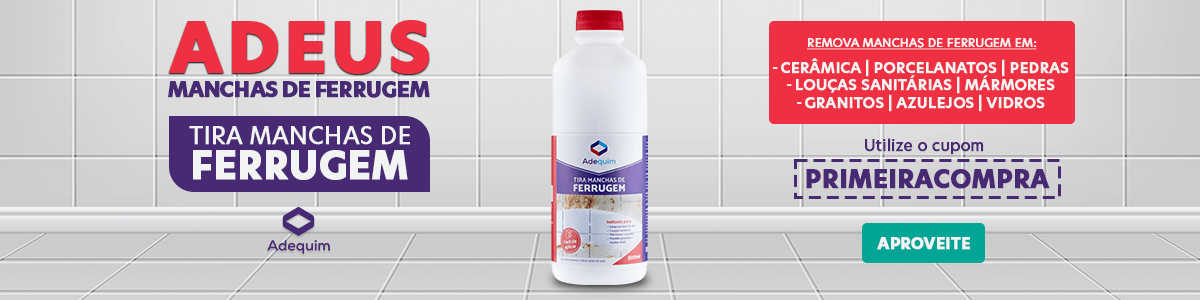 ADEUS
MANCHAS DE FERRUGEM
TIRA MANCHAS DE
FERRUGEM
Adequim
Adequim
TIRA MANCHAS DE
FERRUGEM
500ml
REMOVA MANCHAS DE FERRUGEM EM:
- CERÂMICA | PORCELANATOS | PEDRAS
- LOUÇAS SANITÁRIAS | MÁRMORES
- GRANITOS | AZULEJOS | VIDROS
Utilize o cupom
PRIMEIRACOMPRA
APROVEITE